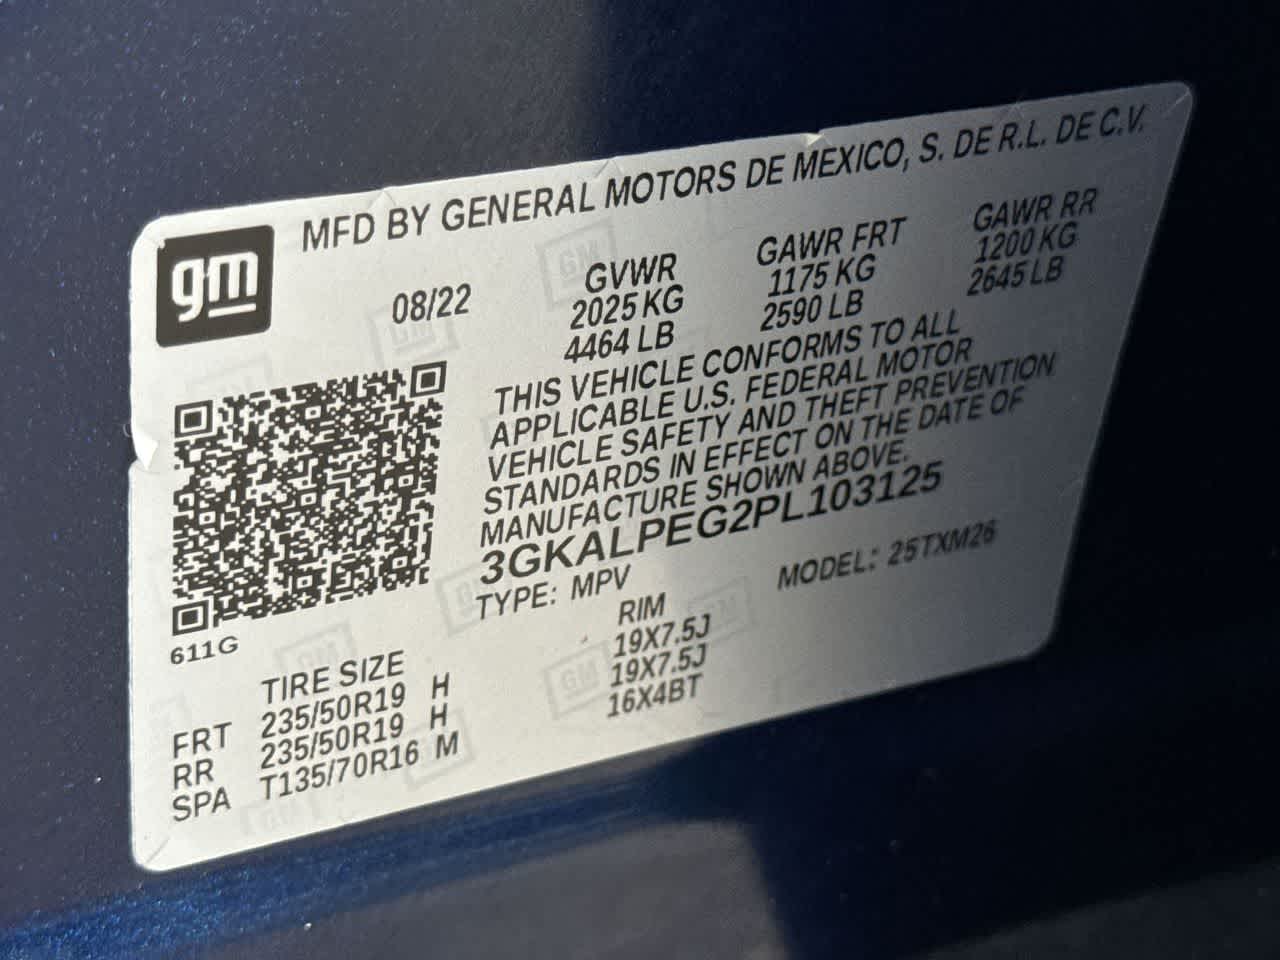 gm
MFD BY GENERAL MOTORS DE MEXICO, S. DE R.L. DE C.V.
08/22
GVWR GAWR FRT GAWR RR
2025 KG 1175 KG 1200 KG
4464 LB 2590 LB 2645 LB
THIS VEHICLE CONFORMS TO ALL
APPLICABLE U.S. FEDERAL MOTOR
VEHICLE SAFETY AND THEFT PREVENTION
STANDARDS IN EFFECT ON THE DATE OF
MANUFACTURE SHOWN ABOVE.
3GKALPEG2PL103125
TYPE: MPV MODEL: 25TXM26
611G
TIRE SIZE RIM
FRT 235/50R19 H 19X7.5J
RR 235/50R19 H 19X7.5J
SPA T135/70R16 M 16X4BT